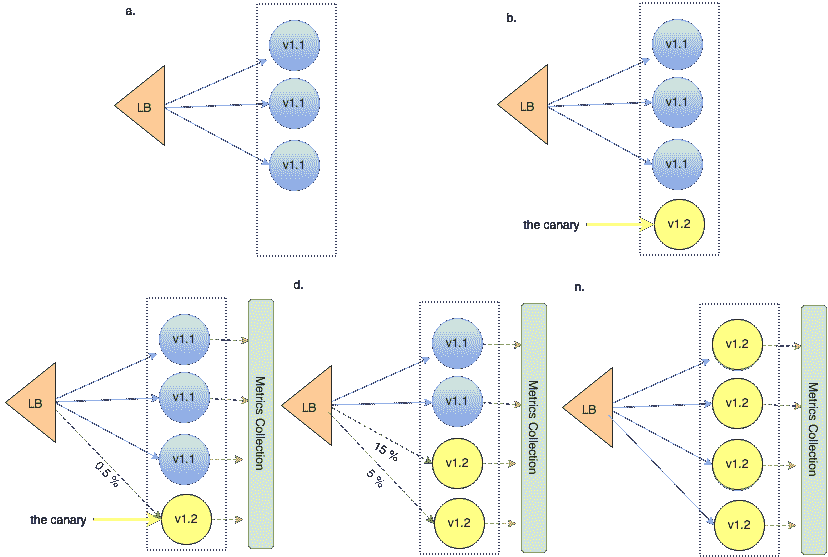 a.
LB
v1.1
v1.1
v1.1
b.
LB
v1.1
v1.1
v1.1
the canary
v1.2
LB
v1.1
v1.1
v1.1
0.5 %
the canary
v1.2
Metrics Collection
d.
LB
v1.1
v1.1
15 %
v1.2
5 %
v1.2
Metrics Collection
n.
LB
v1.2
v1.2
v1.2
v1.2
Metrics Collection